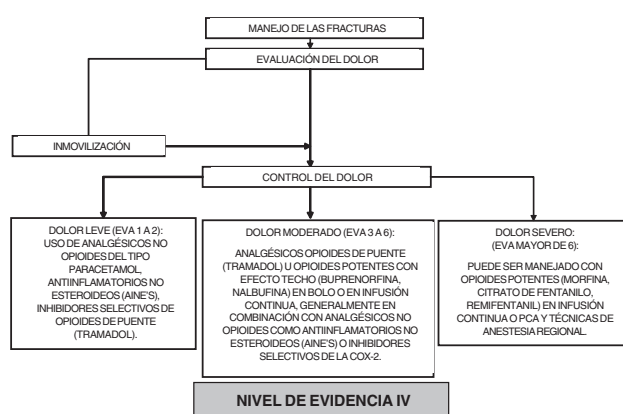 MANEJO DE LAS FRACTURAS
EVALUACIÓN DEL DOLOR
INMOVILIZACIÓN
CONTROL DEL DOLOR
DOLOR LEVE (EVA 1 A 2):
USO DE ANALGÉSICOS NO
OPIOIDES DEL TIPO
PARACETAMOL,
ANTIINFLAMATORIOS NO
ESTEROIDEOS (AINE'S),
INHIBIDORES SELECTIVOS DE
OPIOIDES DE PUENTE
(TRAMADOL).
DOLOR MODERADO (EVA 3 A 6):
ANALGÉSICOS OPIOIDES DE PUENTE
(TRAMADOL) U OPIOIDES POTENTES CON
EFECTO TECHO (BUPRENORFINA,
NALBUFINA) EN BOLO O EN INFUSIÓN
CONTINUA, GENERALMENTE EN
COMBINACIÓN CON ANALGÉSICOS NO
OPIOIDES COMO ANTIINFLAMATORIOS NO
ESTEROIDEOS (AINE'S) O INHIBIDORES
SELECTIVOS DE LA COX-2.
DOLOR SEVERO:
(EVA MAYOR DE 6):
PUEDE SER MANEJADO CON
OPIOIDES POTENTES (MORFINA,
CITRATO DE FENTANILO,
REMIFENTANIL) EN INFUSIÓN
CONTINUA O PCA Y TÉCNICAS DE
ANESTESIA REGIONAL.
NIVEL DE EVIDENCIA IV